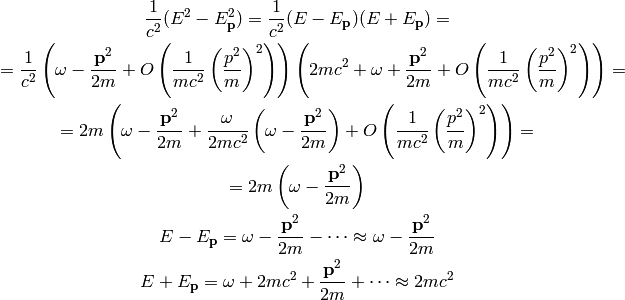 \frac{1}{c^2}(E^2 - E_{\mathbf{p}}^2) = \frac{1}{c^2}(E - E_{\mathbf{p}})(E + E_{\mathbf{p}}) =
= \frac{1}{c^2}\left(\omega - \frac{\mathbf{p}^2}{2m} + O\left(\frac{1}{mc^2}\left(\frac{p^2}{m}\right)^2\right)\right)\left(2mc^2 + \omega + \frac{\mathbf{p}^2}{2m} + O\left(\frac{1}{mc^2}\left(\frac{p^2}{m}\right)^2\right)\right) =
= 2m\left(\omega - \frac{\mathbf{p}^2}{2m} + \frac{\omega}{2mc^2}\left(\omega - \frac{\mathbf{p}^2}{2m}\right) + O\left(\frac{1}{mc^2}\left(\frac{p^2}{m}\right)^2\right)\right) =
= 2m\left(\omega - \frac{\mathbf{p}^2}{2m}\right)
E - E_{\mathbf{p}} = \omega - \frac{\mathbf{p}^2}{2m} - \cdots \approx \omega - \frac{\mathbf{p}^2}{2m}
E + E_{\mathbf{p}} = \omega + 2mc^2 + \frac{\mathbf{p}^2}{2m} + \cdots \approx 2mc^2